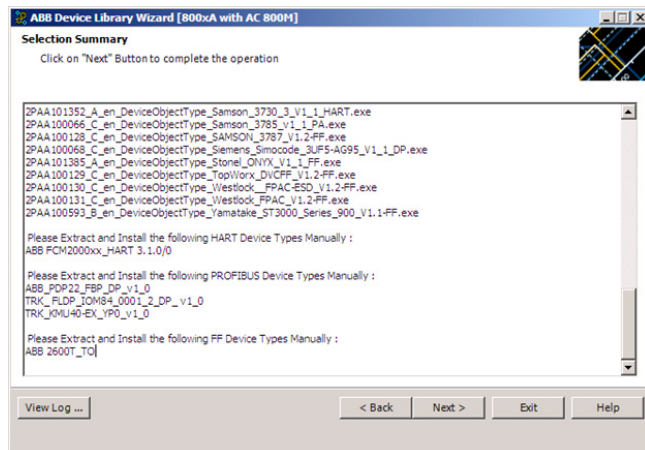 ABB Device Library Wizard [800xA with AC 800M]
Selection Summary
Click on "Next" Button to complete the operation
2PAA101352_A_en_DeviceObjectType_Samson_3730_3_V1_1_HART.exe
2PAA100066_C_en_DeviceObjectType_Samson_3785_v1_1_PA.exe
2PAA100128_C_en_DeviceObjectType_SAMSON_3787_V1.2-FF.exe
2PAA100068_C_en_DeviceObjectType_Siemens_Simocode_3UF5-AG95_V1_1_DP.exe
2PAA101385_A_en_DeviceObjectType_Stonel_ONYX_V1_1_FF.exe
2PAA100129_C_en_DeviceObjectType_TopWorx_DVCFF_V1.2-FF.exe
2PAA100130_C_en_DeviceObjectType_Westlock__FPAC-ESD_V1.2-FF.exe
2PAA100131_C_en_DeviceObjectType_Westlock_FPAC_V1.2-FF.exe
2PAA100593_B_en_DeviceObjectType_Yamatake_ST3000_Series_900_V1.1-FF.exe
Please Extract and Install the following HART Device Types Manually :
ABB FCM2000xx_HART 3.1.0/0
Please Extract and Install the following PROFIBUS Device Types Manually :
ABB_PDP22_FBP_DP_v1_0
TRK_ FLDP_IOM84_0001_2_DP_ v1_0
TRK_KMU40-EX_YP0_v1_0
Please Extract and Install the following FF Device Types Manually :
ABB 2600T_TO
View Log ...
< Back
Next >
Exit
Help